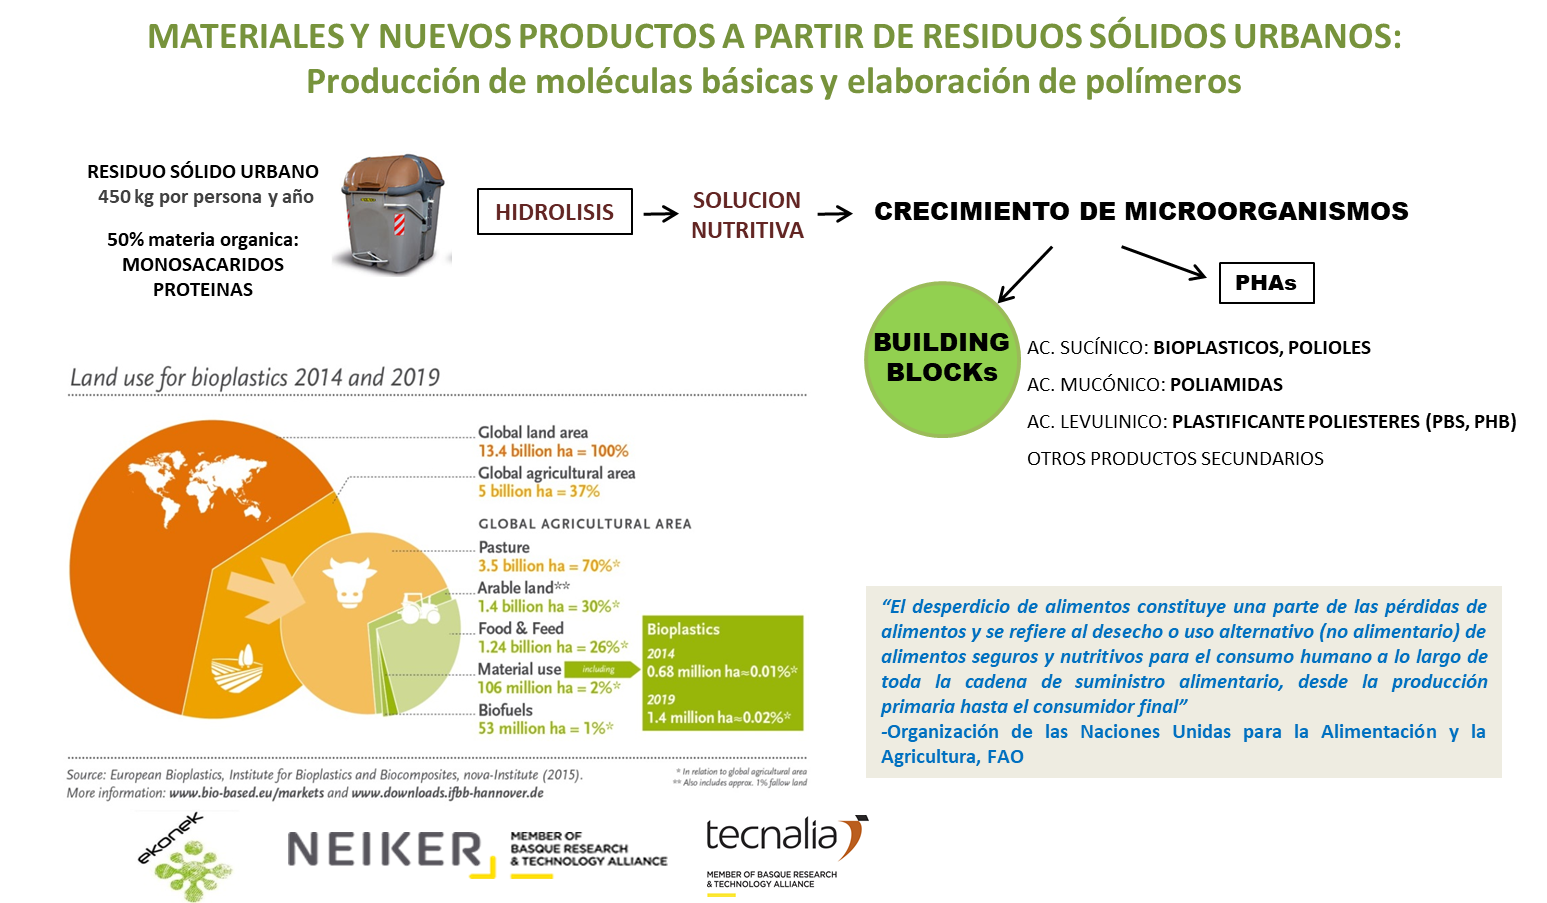 MATERIALES Y NUEVOS PRODUCTOS A PARTIR DE RESIDUOS SÓLIDOS URBANOS:
Producción de moléculas básicas y elaboración de polímeros
RESIDUO SÓLIDO URBANO
450 kg por persona y año
50% materia organica:
MONOSACARIDOS
PROTEINAS
HIDROLISIS
SOLUCION
NUTRITIVA
CRECIMIENTO DE MICROORGANISMOS
PHAs
BUILDING
BLOCKs
AC. SUCÍNICO: BIOPLASTICOS, POLIOLES
AC. MUCÓNICO: POLIAMIDAS
AC. LEVULINICO: PLASTIFICANTE POLIESTERES (PBS, PHB)
OTROS PRODUCTOS SECUNDARIOS
Land use for bioplastics 2014 and 2019
Global land area
13.4 billion ha = 100%
Global agricultural area
5 billion ha = 37%
GLOBAL AGRICULTURAL AREA
Pasture
3.5 billion ha = 70%*
Arable land**
1.4 billion ha = 30%*
Food & Feed
1.24 billion ha = 26%*
Material use
including
106 million ha = 2%*
Biofuels
53 million ha = 1%*
Bioplastics
2014
0.68 million ha≈0.01%*
2019
1.4 million ha≈0.02%*
Source: European Bioplastics, Institute for Bioplastics and Biocomposites, nova-Institute (2015).
More information: www.bio-based.eu/markets and www.downloads.ifbb-hannover.de
* In relation to global agricultural area
** Also includes approx. 1% fallow land
“El desperdicio de alimentos constituye una parte de las pérdidas de
alimentos y se refiere al desecho o uso alternativo (no alimentario) de
alimentos seguros y nutritivos para el consumo humano a lo largo de
toda la cadena de suministro alimentario, desde la producción
primaria hasta el consumidor final”
-Organización de las Naciones Unidas para la Alimentación y la
Agricultura, FAO
ekonek
NEIKER
MEMBER OF
BASQUE RESEARCH
& TECHNOLOGY ALLIANCE
tecnalia
MEMBER OF BASQUE RESEARCH
& TECHNOLOGY ALLIANCE